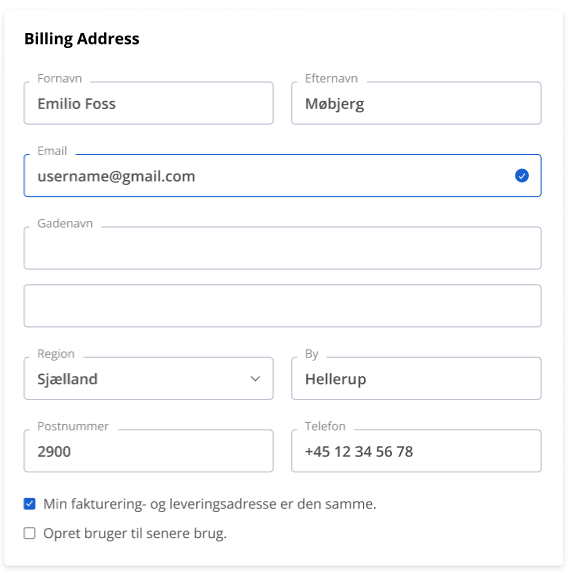 Billing Address
Fornavn
Efternavn
Emilio Foss
Møbjerg
Email
username@gmail.com
Gadenavn
Region
By
Sjælland
Hellerup
Postnummer
Telefon
2900
+45 12 34 56 78
Min fakturering- og leveringsadresse er den samme.
Opret bruger til senere brug.